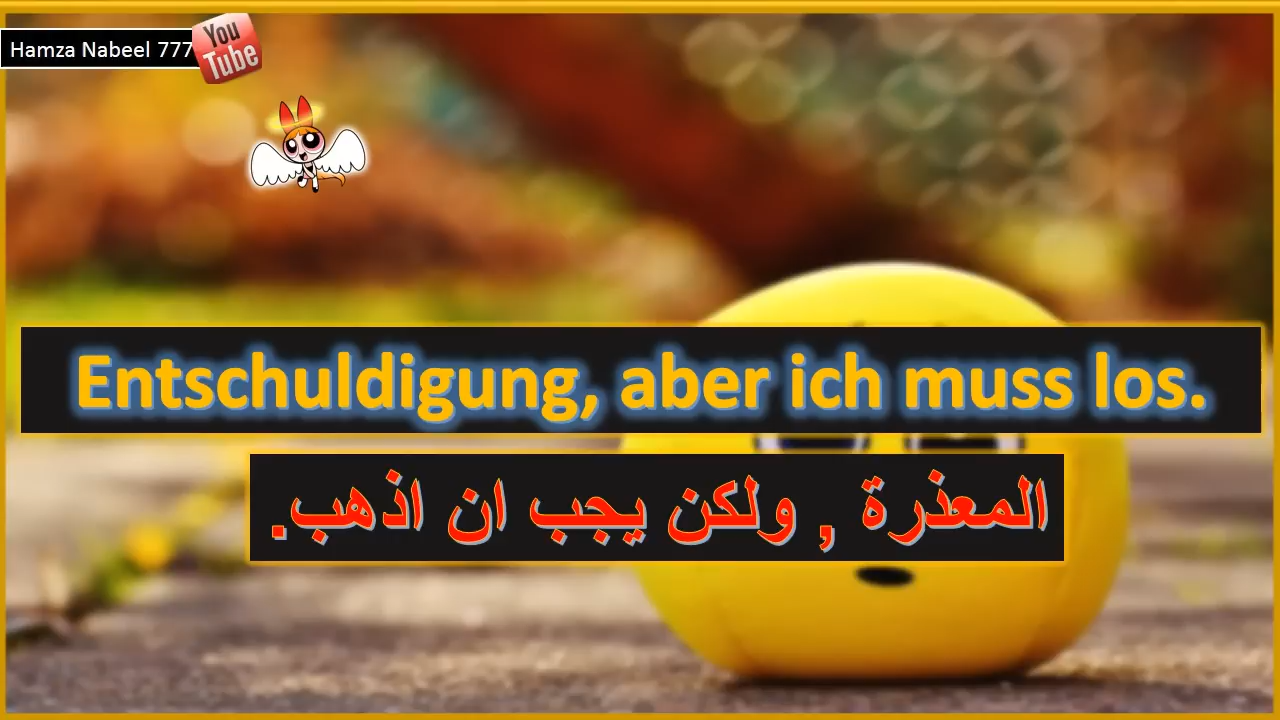 Hamza Nabeel 777
You
Tube
Entschuldigung, aber ich muss los.
المعذرة , ولكن يجب ان اذهب.